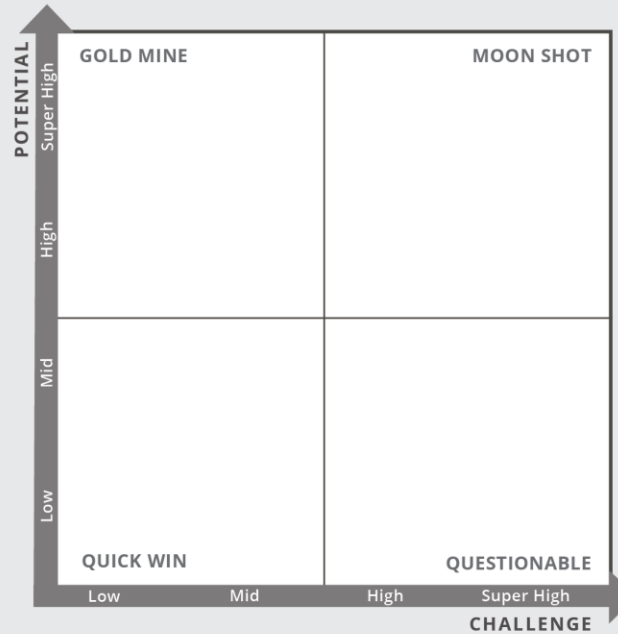 POTENTIAL
Super High
High
Mid
Low
GOLD MINE
MOON SHOT
QUICK WIN
QUESTIONABLE
Low
Mid
High
Super High
CHALLENGE